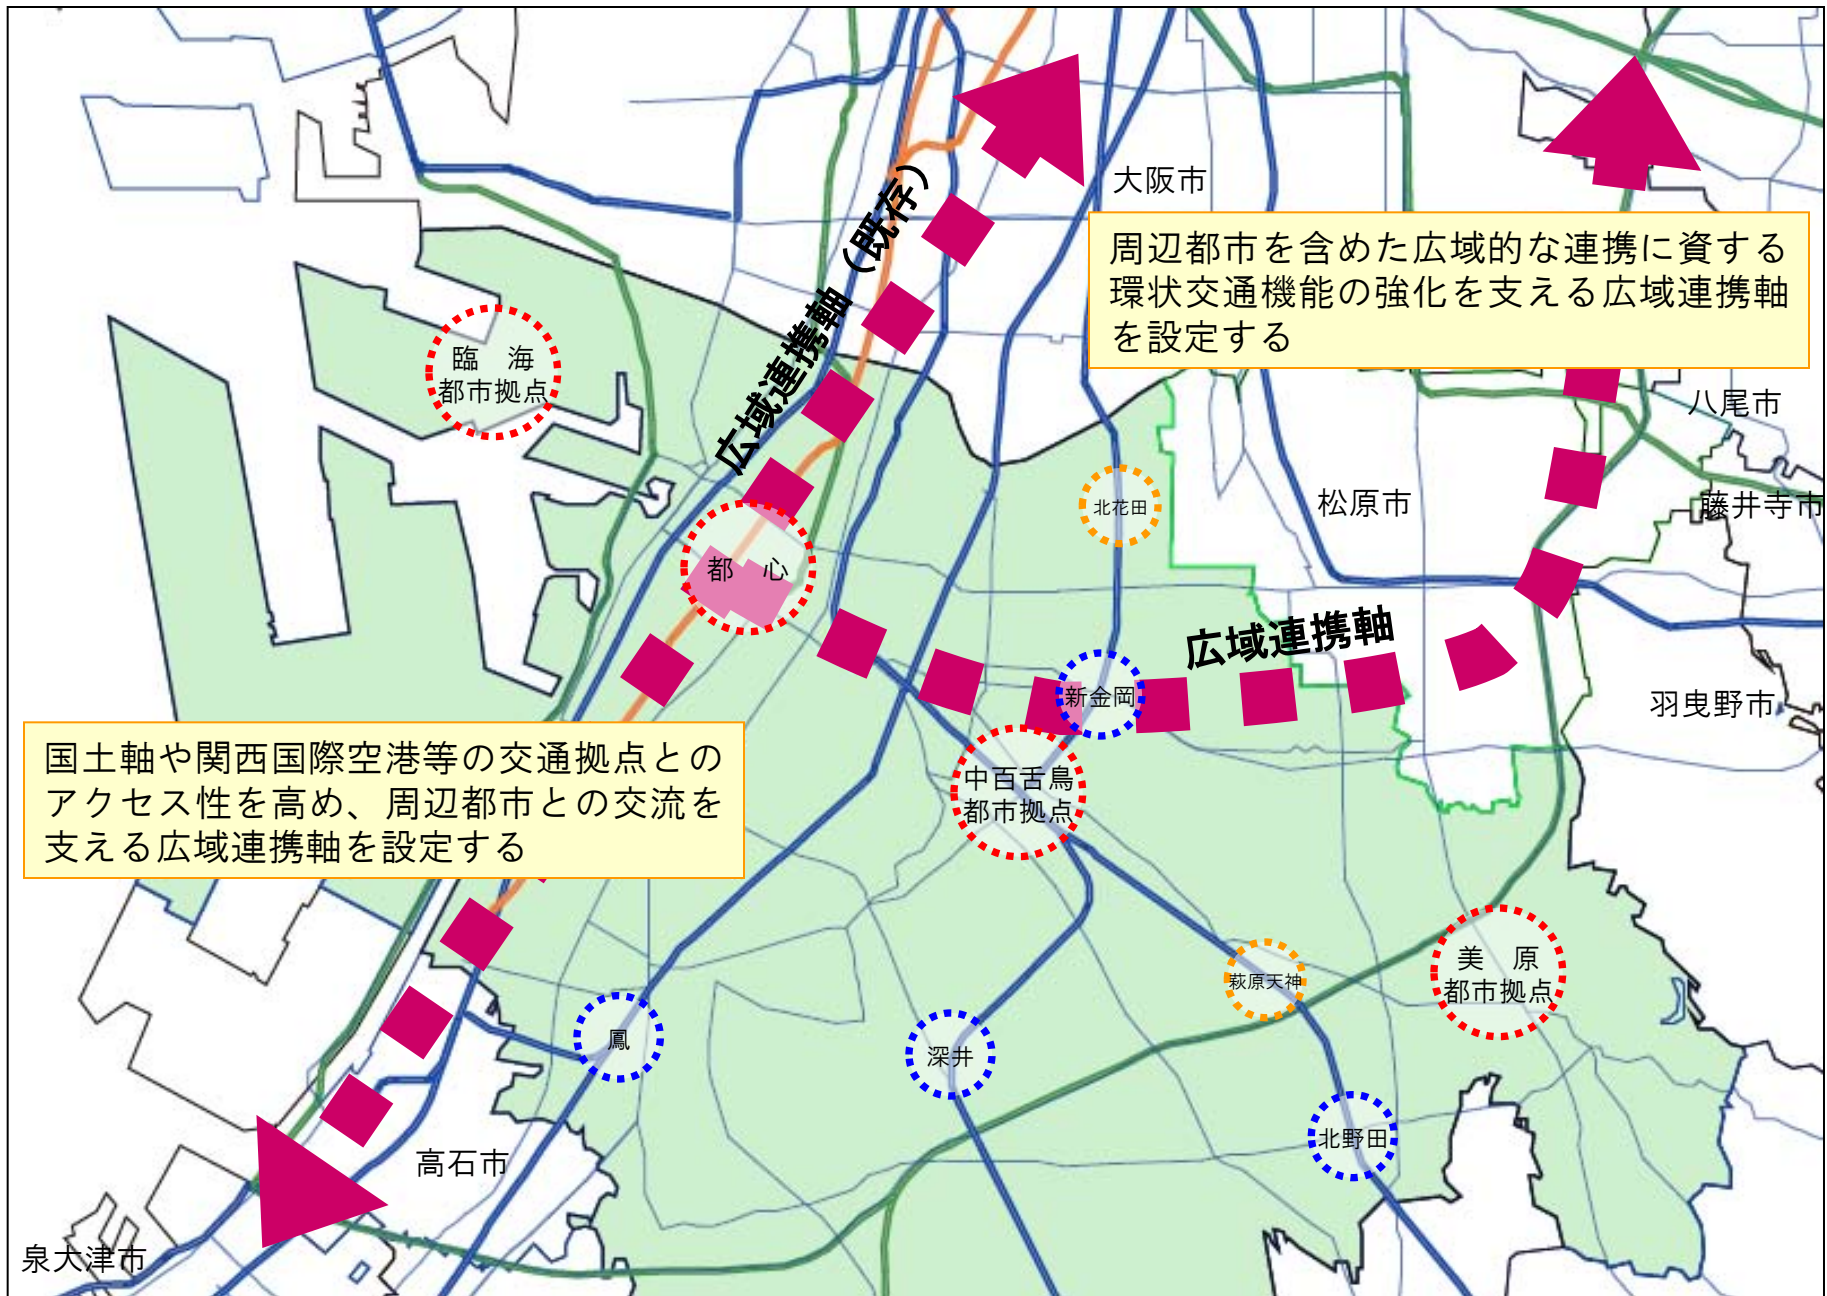 大阪市
広域連携軸（既存）
周辺都市を含めた広域的な連携に資する
環状交通機能の強化を支える広域連携軸
を設定する
臨　海
都市拠点
八尾市
北花田
松原市
藤井寺市
都　心
広域連携軸
新金岡
羽曳野市
国土軸や関西国際空港等の交通拠点との
アクセス性を高め、周辺都市との交流を
支える広域連携軸を設定する
中百舌鳥
都市拠点
美　原
都市拠点
萩原天神
鳳
深井
北野田
高石市
泉大津市